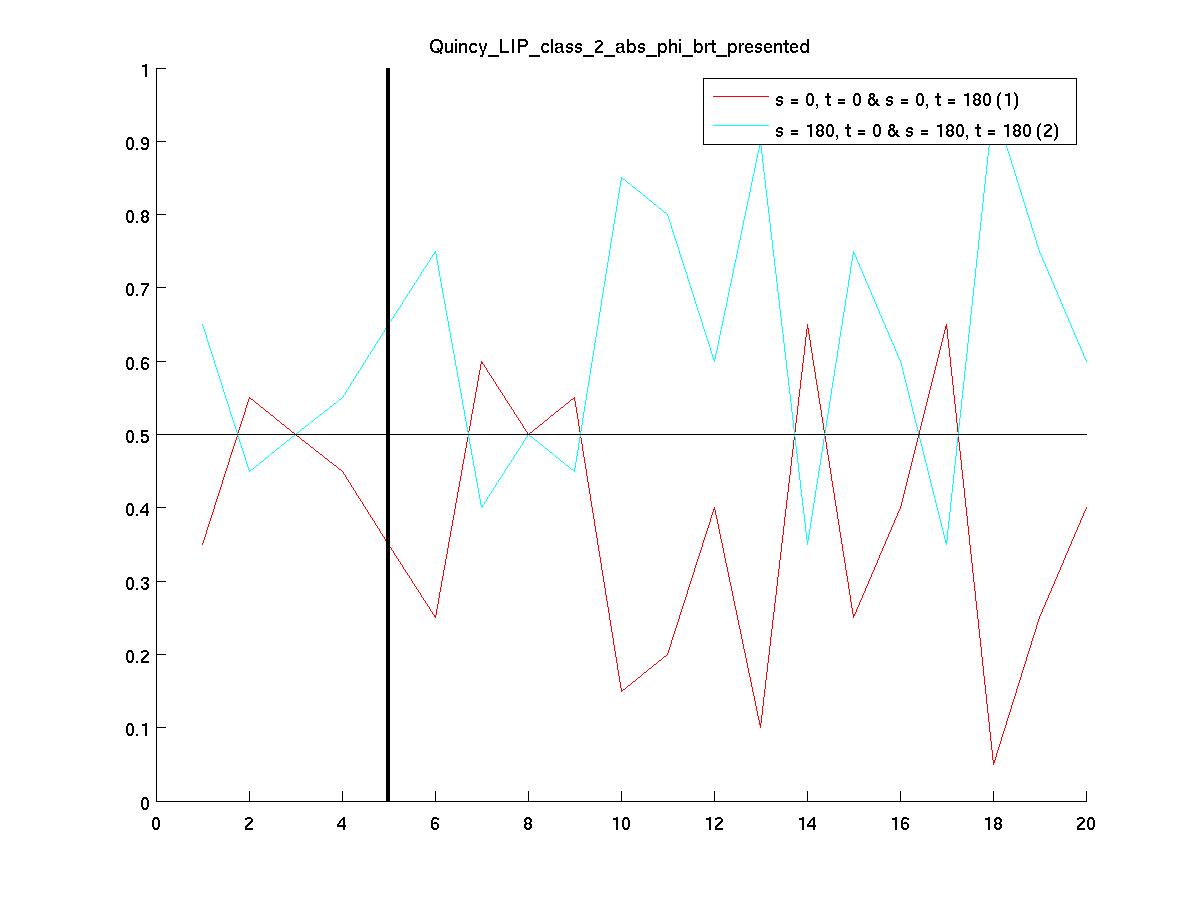 Quincy_LIP_class_2_abs_phi_brt_presented
s = 0, t = 0 & s = 0, t = 180 (1)
s = 180, t = 0 & s = 180, t = 180 (2)
1
0.9
0.8
0.7
0.6
0.5
0.4
0.3
0.2
0.1
0
0 2 4 6 8 10 12 14 16 18 20